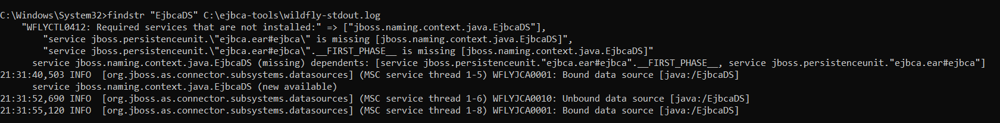 C:\Windows\System32>findstr "EjbcaDS" C:\ejbca-tools\wildfly-stdout.log
    "WFLYCTL0412: Required services that are not installed:" => ["jboss.naming.context.java.EjbcaDS"],
        "service jboss.persistenceunit.\"ejbca.ear#ejbca\" is missing [jboss.naming.context.java.EjbcaDS]",
        "service jboss.persistenceunit.\"ejbca.ear#ejbca\".__FIRST_PHASE__ is missing [jboss.naming.context.java.EjbcaDS]"
      service jboss.naming.context.java.EjbcaDS (missing) dependents: [service jboss.persistenceunit."ejbca.ear#ejbca".__FIRST_PHASE__, service jboss.persistenceunit."ejbca.ear#ejbca"]
21:31:40,503 INFO  [org.jboss.as.connector.subsystems.datasources] (MSC service thread 1-5) WFLYJCA0001: Bound data source [java:/EjbcaDS]
      service jboss.naming.context.java.EjbcaDS (new available)
21:31:52,690 INFO  [org.jboss.as.connector.subsystems.datasources] (MSC service thread 1-6) WFLYJCA0010: Unbound data source [java:/EjbcaDS]
21:31:55,120 INFO  [org.jboss.as.connector.subsystems.datasources] (MSC service thread 1-8) WFLYJCA0001: Bound data source [java:/EjbcaDS]